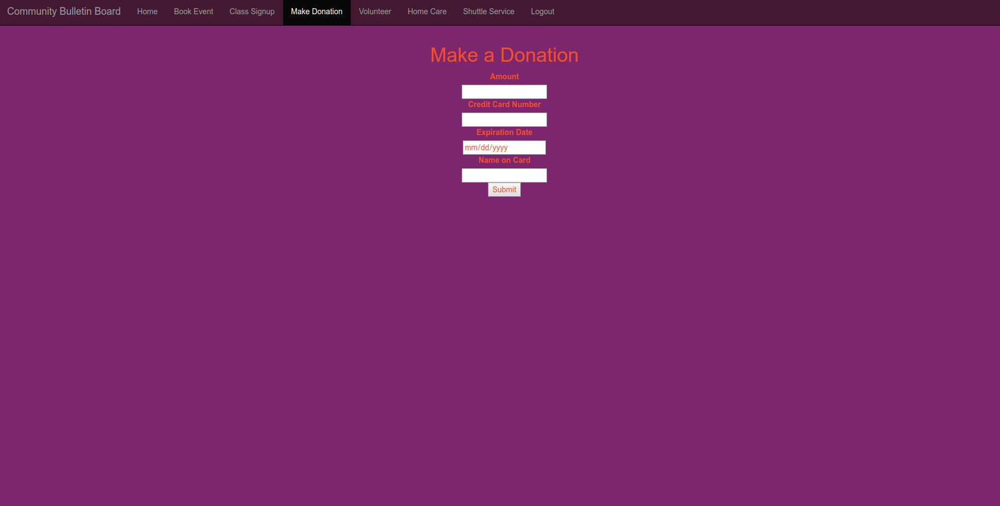 Community Bulletin Board Home Book Event Class Signup Make Donation Volunteer Home Care Shuttle Service Logout
Make a Donation
Amount
Credit Card Number
Expiration Date
mm/dd/yyyy
Name on Card
Submit